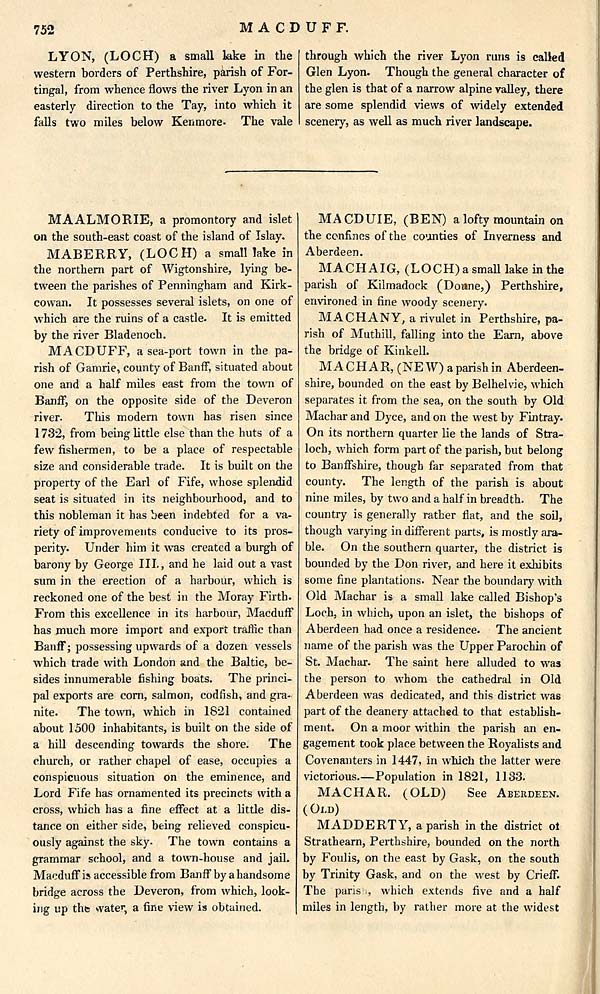 752
MACDUFF.
LYON, (LOCH) a small lake in the
western borders of Perthshire, parish of For-
tingal, from whence flows the river Lyon in an
easterly direction to the Tay, into which it
falls two miles below Kenmore. The vale
through which the river Lyon runs is called
Glen Lyon. Though the general character of
the glen is that of a narrow alpine valley, there
are some splendid views of widely extended
scenery, as well as much river landscape.
MAALMORIE, a promontory and islet
on the south-east coast of the island of Islay.
MABERRY, (LOCH) a small lake in
the northern part of Wigtonshire, lying be-
tween the parishes of Penningham and Kirk-
cowan. It possesses several islets, on one of
which are the ruins of a castle. It is emitted
by the river Bladenoch.
MACDUFF, a sea-port town in the pa-
rish of Gamrie, county of Banff, situated about
one and a half miles east from the town of
Banff, on the opposite side of the Deveron
river. This modern town has risen since
1732, from being little else than the huts of a
few fishermen, to be a place of respectable
size and considerable trade. It is built on the
property of the Earl of Fife, whose splendid
seat is situated in its neighbourhood, and to
this nobleman it has been indebted for a va-
riety of improvements conducive to its pros-
perity. Under him it was created a burgh of
barony by George III., and he laid out a vast
sum in the erection of a harbour, which is
reckoned one of the best in the Moray Firth.
From this excellence in its harbour, Macduff
has much more import and export traffic than
Banff; possessing upwards of a dozen vessels
which trade with London and the Baltic, be-
sides innumerable fishing boats. The princi-
pal exports are corn, salmon, codfish, and gra-
nite. The town, which in 1821 contained
about 1500 inhabitants, is built on the side of
a hill descending towards the shore. The
church, or rather chapel of ease, occupies a
conspicuous situation on the eminence, and
Lord Fife has ornamented its precincts with a
cross, which has a fine effect at a little dis-
tance on either side, being relieved conspicu-
ously against the sky. The town contains a
grammar school, and a town-house and jail.
Macduff is accessible from Banff by a handsome
bridge across the Deveron, from which, look-
ing up the water, a fine view is obtained.
MACDUIE, (BEN) a lofty mountain on
the confines of the counties of Inverness and
Aberdeen.
MACHAIG, (LOCH) a small lake in the
parish of Kilmadock (Doune,) Perthshire,
environed in fine woody scenery.
MACHANY, a rivulet in Perthshire, pa-
rish of Muthill, falling into the Earn, above
the bridge of Kinkell.
MACHAR, (NEW) a parish in Aberdeen-
shire, bounded on the east by Belhelvie, which
separates it from the sea, on the south by Old
Machar and Dyce, and on the west by Fintray.
On its northern quarter lie the lands of Stra-
loch, which form part of the parish, but belong
to Banffshire, though far separated from that
county. The length of the parish is about
nine miles, by two and a half in breadth. The
country is generally rather flat, and the soil,
though varying in different parts, is mostly ara-
ble. On the southern quarter, the district is
bounded by the Don river, and here it exhibits
some fine plantations. Near the boundary with
Old Machar is a small lake called Bishop's
Loch, in which, upon an islet, the bishops of
Aberdeen had once a residence. The ancient
name of the parish was the Upper Parochin of
St. Machar. The saint here alluded to was
the person to whom the cathedral in Old
Aberdeen was dedicated, and this district was
part of the deanery attached to that establish-
ment. On a moor within the parish an en-
gagement took place between the Royalists and
Covenanters in 1447, in which the latter were
victorious.—Population in 1821, 1133.
MACHAR. (OLD) See ABERDEEN.
(OLD)
MADDERTY, a parish in the district ot
Strathearn, Perthshire, bounded on the north
by Foulis, on the east by Gask, on the south
by Trinity Gask, and on the west by Crieff.
The paris , which extends five and a half
miles in length, by rather more at the widest